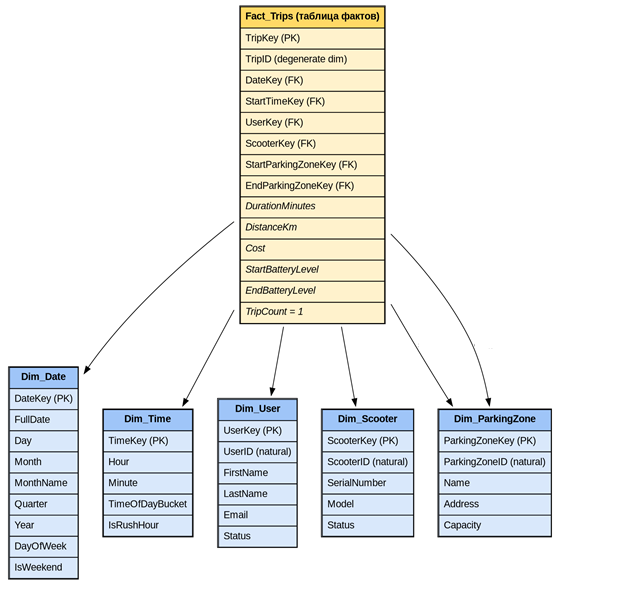 Fact_Trips (таблица фактов)
TripKey (PK)
TripID (degenerate dim)
DateKey (FK)
StartTimeKey (FK)
UserKey (FK)
ScooterKey (FK)
StartParkingZoneKey (FK)
EndParkingZoneKey (FK)
DurationMinutes
DistanceKm
Cost
StartBatteryLevel
EndBatteryLevel
TripCount = 1
Dim_Date
DateKey (PK)
FullDate
Day
Month
MonthName
Quarter
Year
DayOfWeek
IsWeekend
Dim_Time
TimeKey (PK)
Hour
Minute
TimeOfDayBucket
IsRushHour
Dim_User
UserKey (PK)
UserID (natural)
FirstName
LastName
Email
Status
Dim_Scooter
ScooterKey (PK)
ScooterID (natural)
SerialNumber
Model
Status
Dim_ParkingZone
ParkingZoneKey (PK)
ParkingZoneID (natural)
Name
Address
Capacity